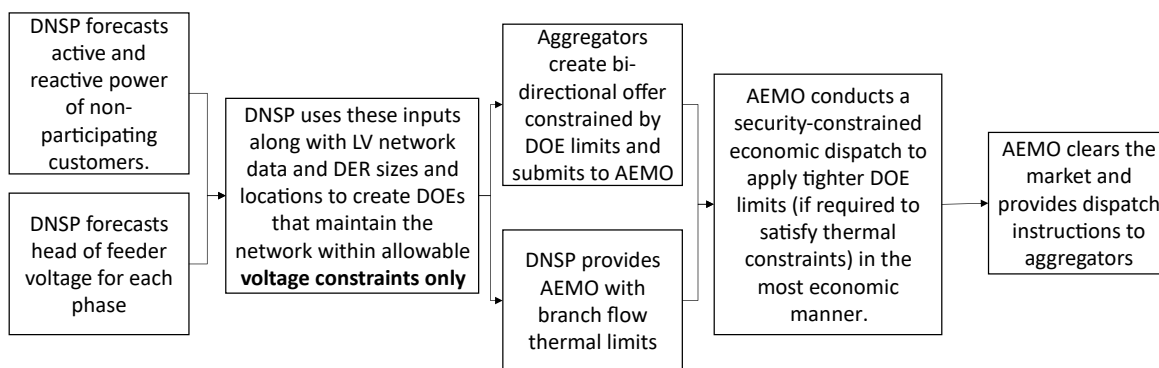 DNSP forecasts
active and
reactive power
of non-
participating
customers.
DNSP forecasts
head of feeder
voltage for each
phase
DNSP uses these inputs
along with LV network
data and DER sizes and
locations to create DOEs
that maintain the
network within allowable
voltage constraints only
Aggregators
create bi-
directional offer
constrained by
DOE limits and
submits to AEMO
DNSP provides
AEMO with
branch flow
thermal limits
AEMO conducts a
security-constrained
economic dispatch to
apply tighter DOE
limits (if required to
satisfy thermal
constraints) in the
most economic
manner.
AEMO clears the
market and
provides dispatch
instructions to
aggregators